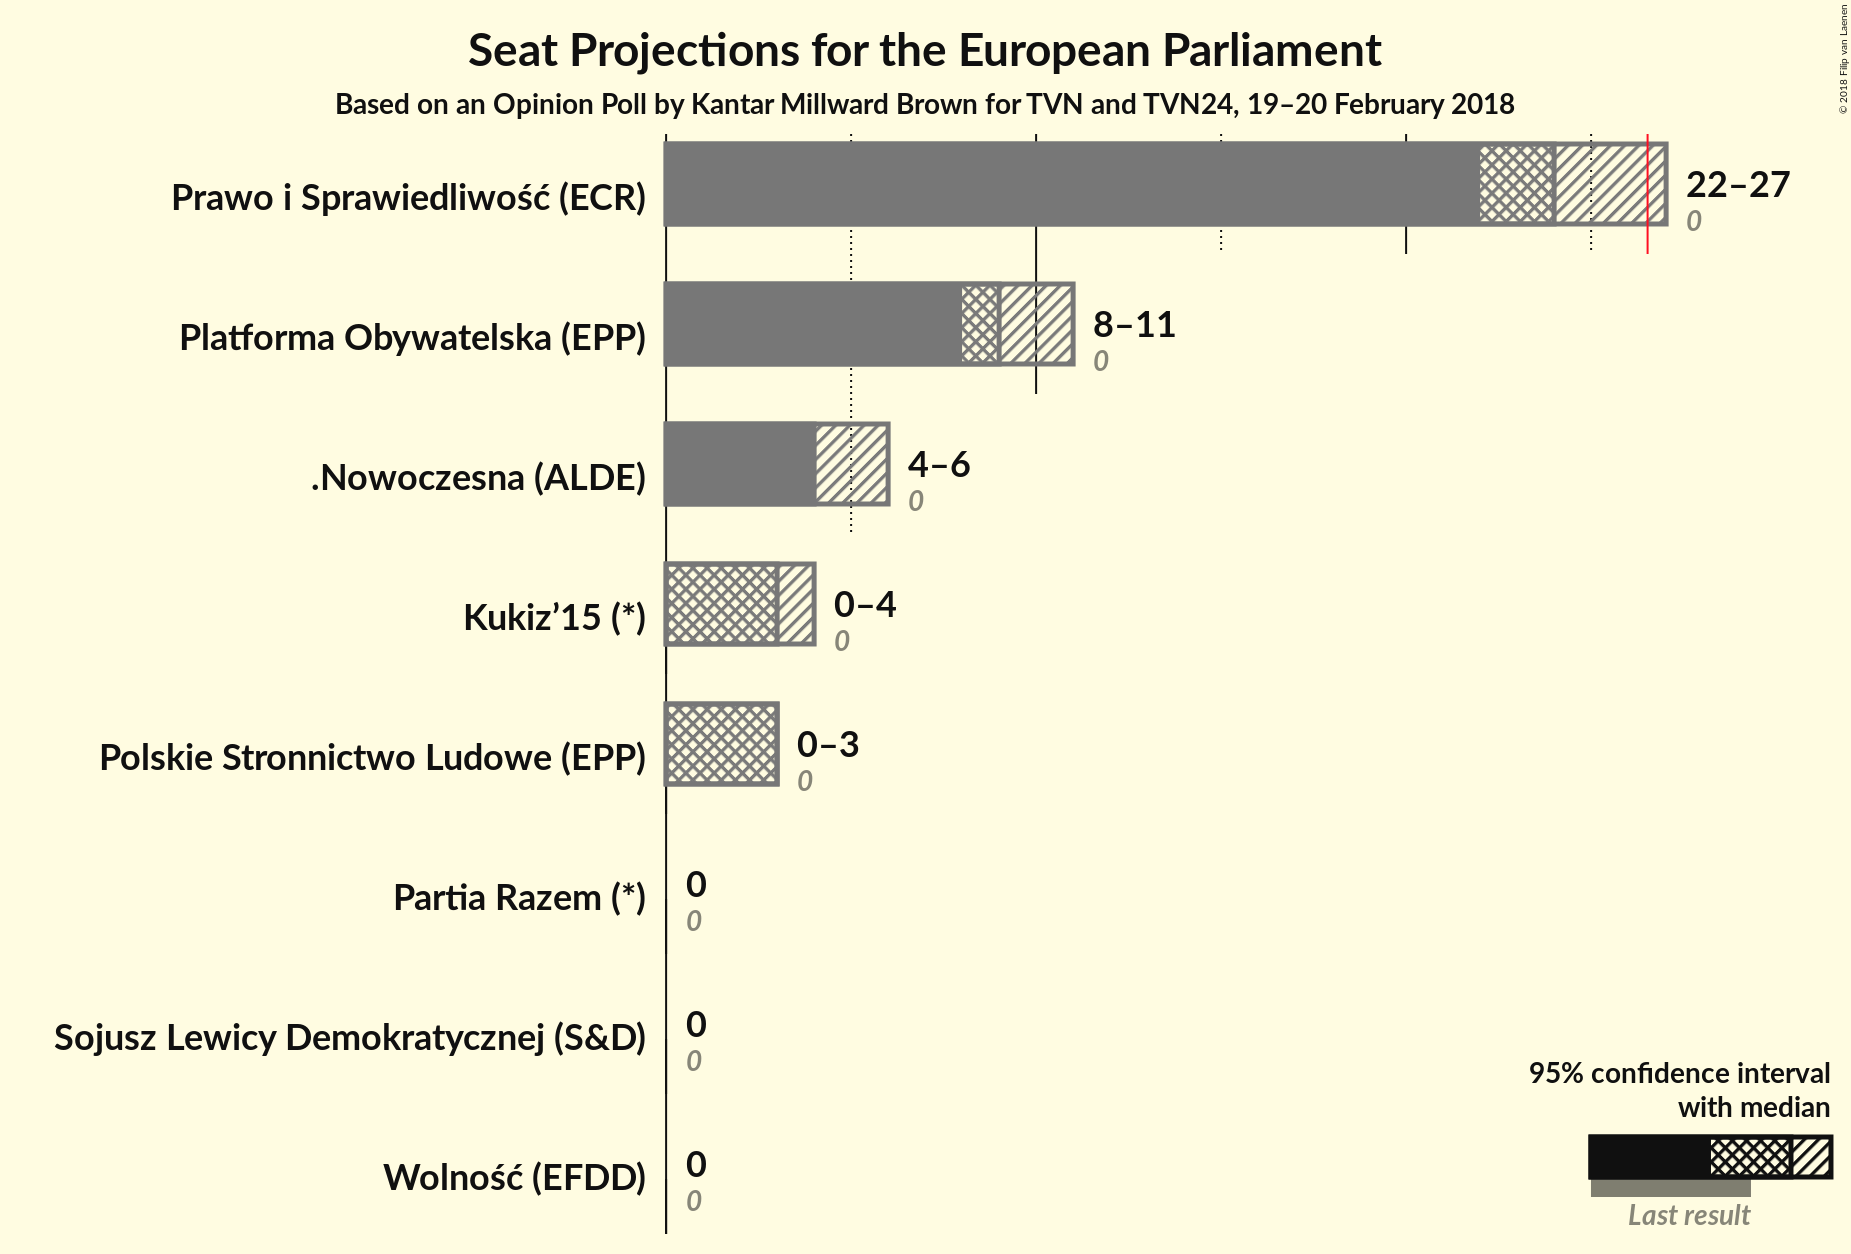 Seat Projections for the European Parliament
Based on an Opinion Poll by Kantar Millward Brown for TVN and TVN24, 19–20 February 2018
© 2018 Filip van Laenen
Prawo i Sprawiedliwość (ECR)
22–27
0
Platforma Obywatelska (EPP)
8–11
0
.Nowoczesna (ALDE)
4–6
0
Kukiz’15 (*)
0–4
0
Polskie Stronnictwo Ludowe (EPP)
0–3
0
Partia Razem (*)
0
0
Sojusz Lewicy Demokratycznej (S&D)
0
0
Wolność (EFDD)
0
0
95% confidence interval
with median
Last result